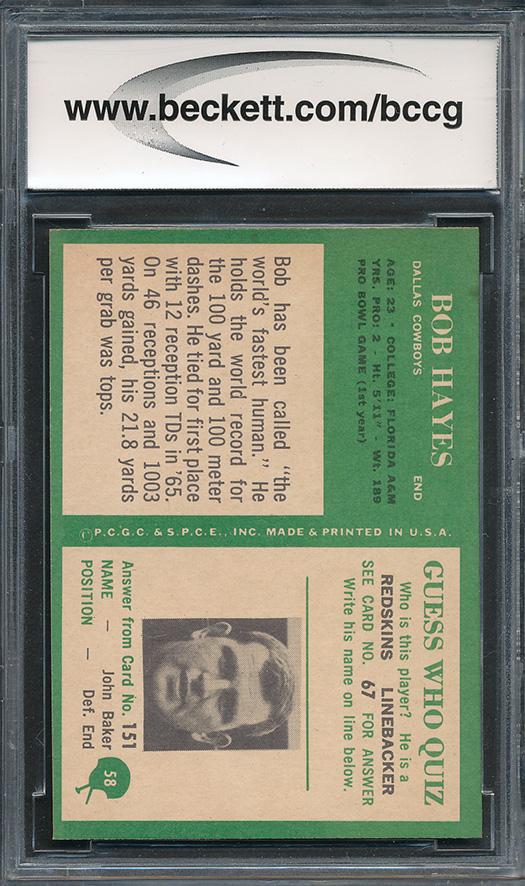 www.beckett.com/bccg
BOB HAYES
DALLAS COWBOYS END
AGE: 23 • COLLEGE: FLORIDA A&M
YRS. PRO: 2 - Ht. 5'11" - Wt: 189
PRO BOWL GAME (1st year)
Bob has been called "the
world's fastest human." He
holds the world record for
the 100 yard and 100 meter
dashes. He tied for first place
with 12 reception TDs in '65.
On 46 receptions and 1003
yards gained, his 21.8 yards
per grab was tops.
©P.C.G.C. & S.P.C.E., INC. MADE & PRINTED IN U.S.A.
GUESS WHO QUIZ
Who is this player? He is a
REDSKINS LINEBACKER
SEE CARD NO. 67 FOR ANSWER
Write his name on line below.
Answer from Card No. 151
NAME — John Baker
POSITION — Def. End
58